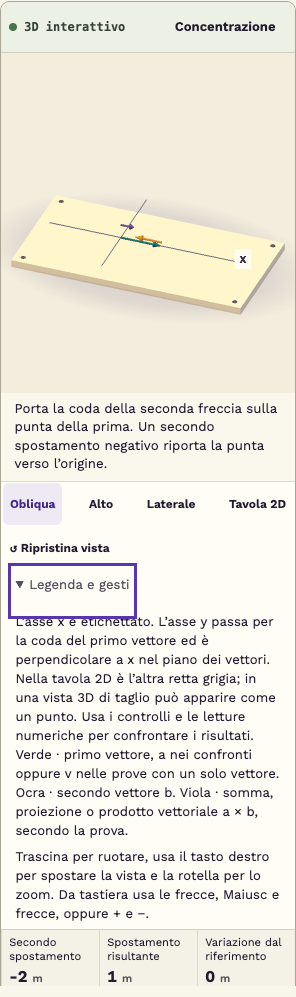 3D interattivo Concentrazione
x
Porta la coda della seconda freccia sulla
punta della prima. Un secondo
spostamento negativo riporta la punta
verso l’origine.
Obliqua Alto Laterale Tavola 2D
↺ Ripristina vista
▼ Legenda e gesti
L’asse x è etichettato. L’asse y passa per
la coda del primo vettore ed è
perpendicolare a x nel piano dei vettori.
Nella tavola 2D è l’altra retta grigia; in
una vista 3D di taglio può apparire come
un punto. Usa i controlli e le letture
numeriche per confrontare i risultati.
Verde · primo vettore, a nei confronti
oppure v nelle prove con un solo vettore.
Ocra · secondo vettore b. Viola · somma,
proiezione o prodotto vettoriale a × b,
secondo la prova.
Trascina per ruotare, usa il tasto destro
per spostare la vista e la rotella per lo
zoom. Da tastiera usa le frecce, Maiusc e
frecce, oppure + e −.
Secondo spostamento
-2 m
Spostamento risultante
1 m
Variazione dal riferimento
0 m